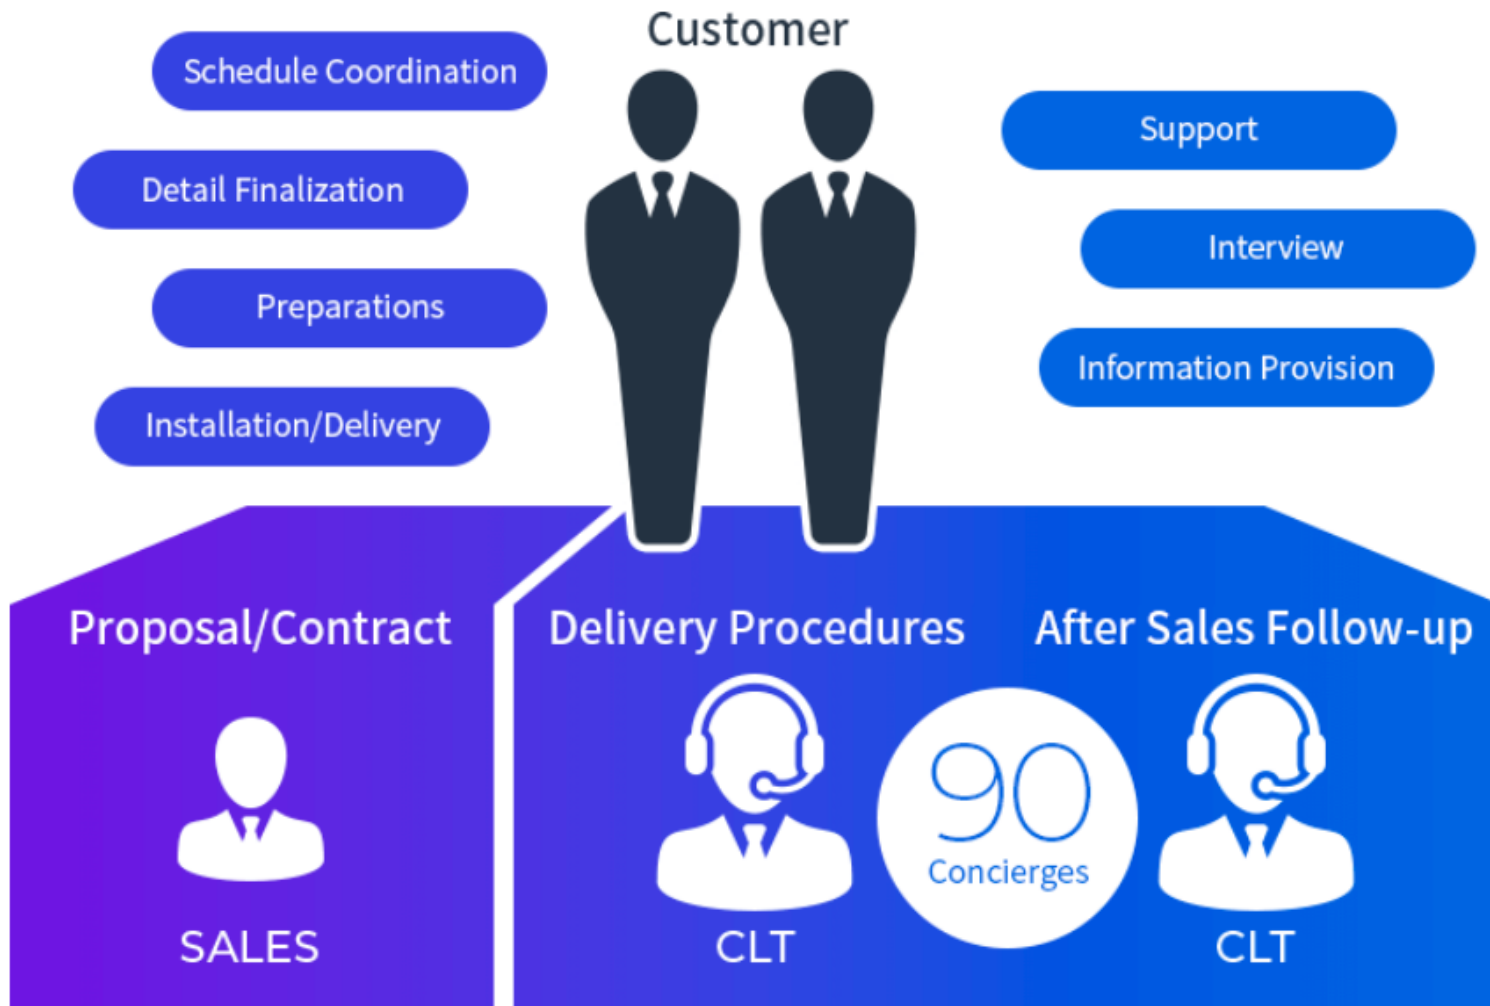 Customer
Schedule Coordination
Detail Finalization
Preparations
Installation/Delivery
Support
Interview
Information Provision
Proposal/Contract
SALES
Delivery Procedures
CLT
90
Concierges
After Sales Follow-up
CLT